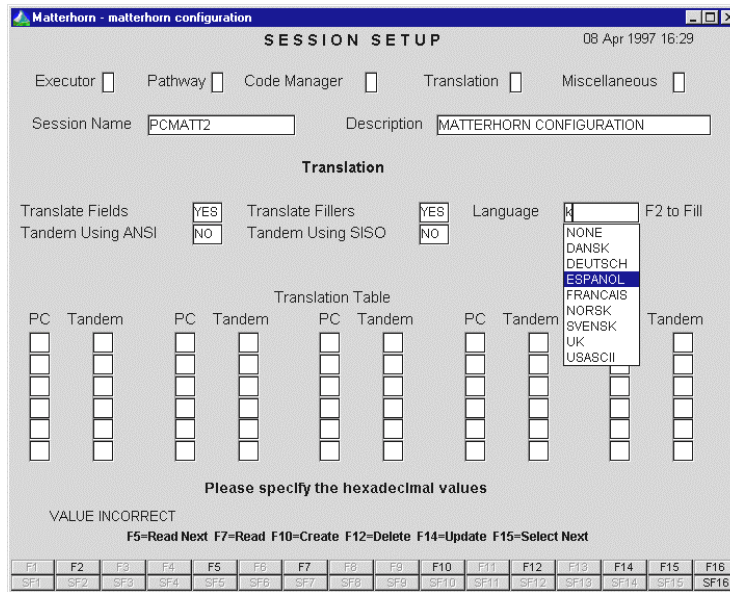 Matterhorn - matterhorn configuration
SESSION SETUP 08 Apr 1997 16:29
Executor Pathway Code Manager Translation Miscellaneous
Session Name PCMATT2 Description MATTERHORN CONFIGURATION
Translation
Translate Fields YES Translate Fillers YES Language k F2 to Fill
Tandem Using ANSI NO Tandem Using SISO NO
NONE
DANSK
DEUTSCH
ESPANOL
FRANCAIS
NORSK
SVENSK
UK
USASCII
Translation Table
PC Tandem PC Tandem PC Tandem PC Tandem Tandem
Please specify the hexadecimal values
VALUE INCORRECT
F5=Read Next F7=Read F10=Create F12=Delete F14=Update F15=Select Next
F1 F2 F3 F4 F5 F6 F7 F8 F9 F10 F11 F12 F13 F14 F15 F16
SF1 SF2 SF3 SF4 SF5 SF6 SF7 SF8 SF9 SF10 SF11 SF12 SF13 SF14 SF15 SF16